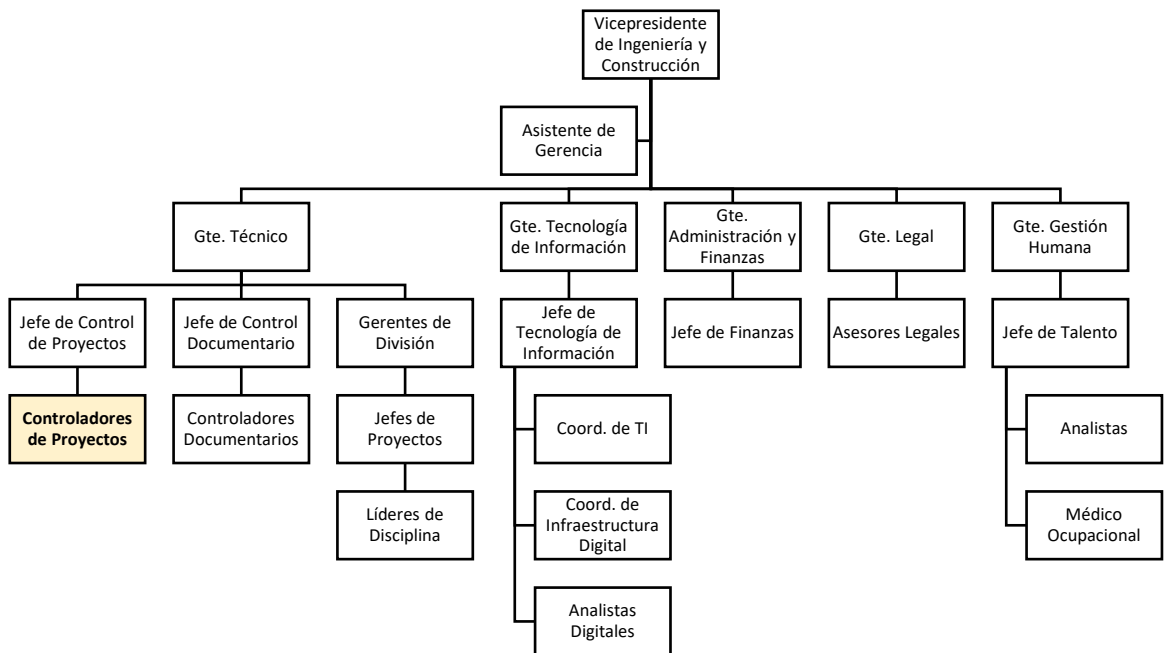 Vicepresidente
de Ingeniería y
Construcción
Asistente de
Gerencia
Gte. Técnico
Gte. Tecnología
de Información
Gte.
Administración y
Finanzas
Gte. Legal
Gte. Gestión
Humana
Jefe de Control
de Proyectos
Jefe de Control
Documentario
Gerentes de
División
Jefe de
Tecnología de
Información
Jefe de Finanzas
Asesores Legales
Jefe de Talento
Controladores
de Proyectos
Controladores
Documentarios
Jefes de
Proyectos
Coord. de TI
Analistas
Líderes de
Disciplina
Coord. de
Infraestructura
Digital
Médico
Ocupacional
Analistas
Digitales